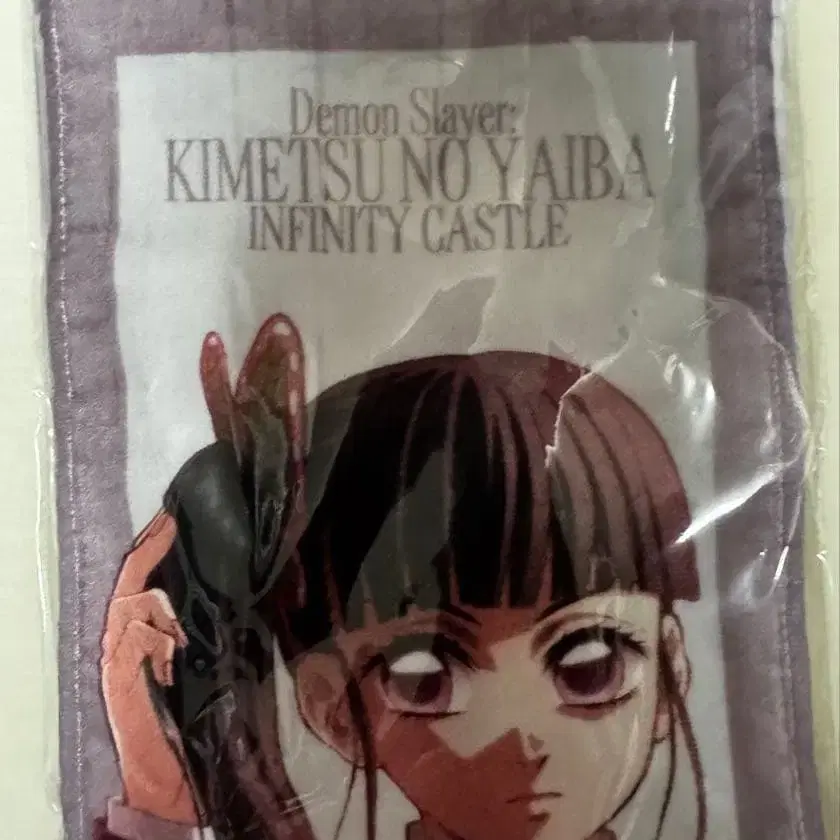 Demon Slayer:
KIMETSU NO YAIBA
INFINITY CASTLE